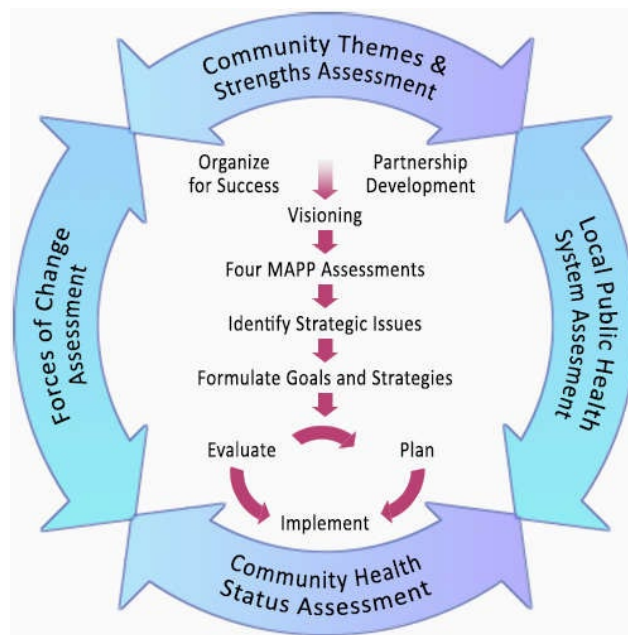 Community Themes &
Strengths Assessment
Organize
for Success
Partnership
Development
Visioning
Four MAPP Assessments
Identify Strategic Issues
Formulate Goals and Strategies
Evaluate
Plan
Implement
Forces of Change
Assessment
Local Public Health
System Assesment
Community Health
Status Assessment